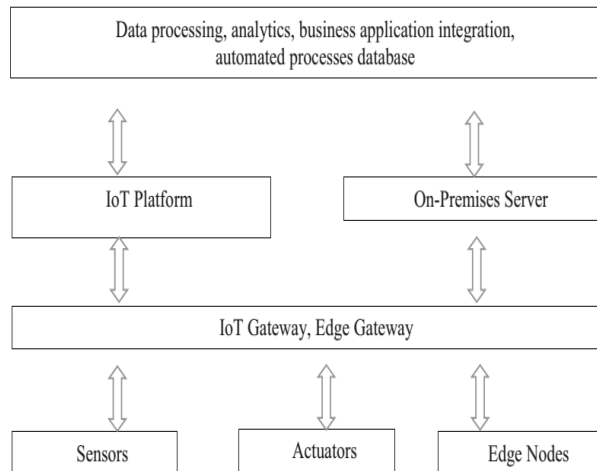 Data processing, analytics, business application integration,
automated processes database
IoT Platform
On-Premises Server
IoT Gateway, Edge Gateway
Sensors
Actuators
Edge Nodes